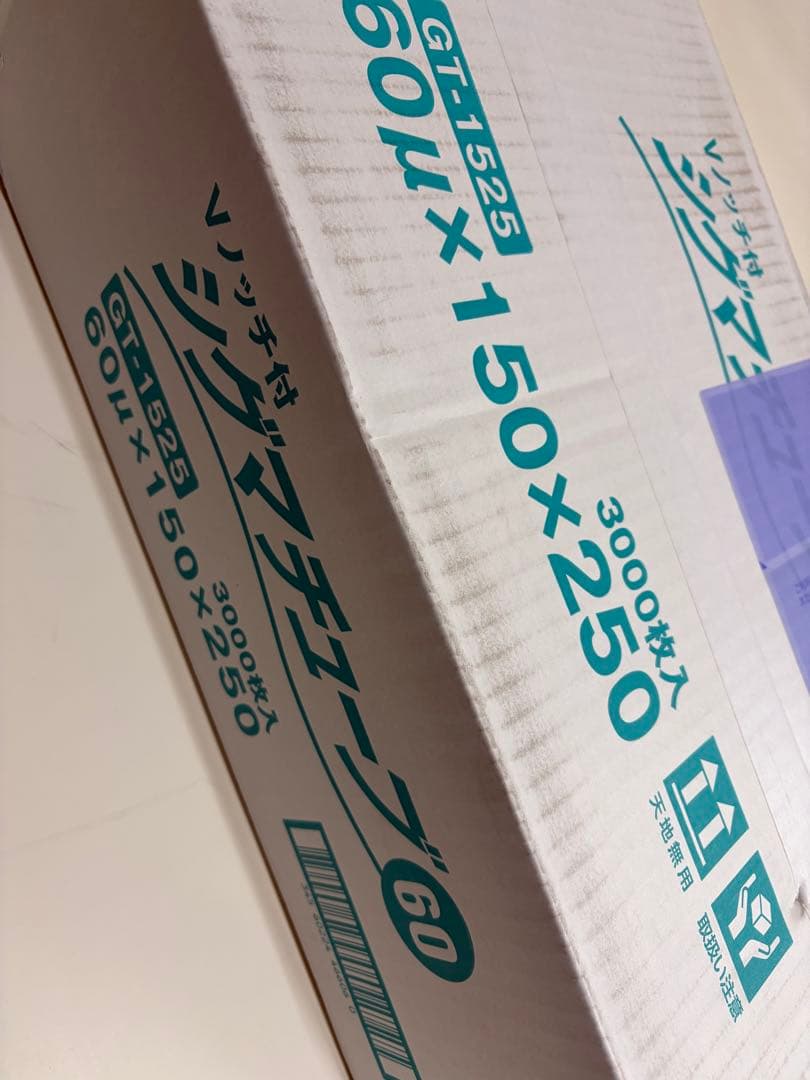 Vノッチ付
シグマチューブ60
GT-1525
60μ×150×250
3000枚入
GT-1525
60μ×150×250
3000枚入
Vノッチ付
シグマチュー
天地無用
取扱い注意